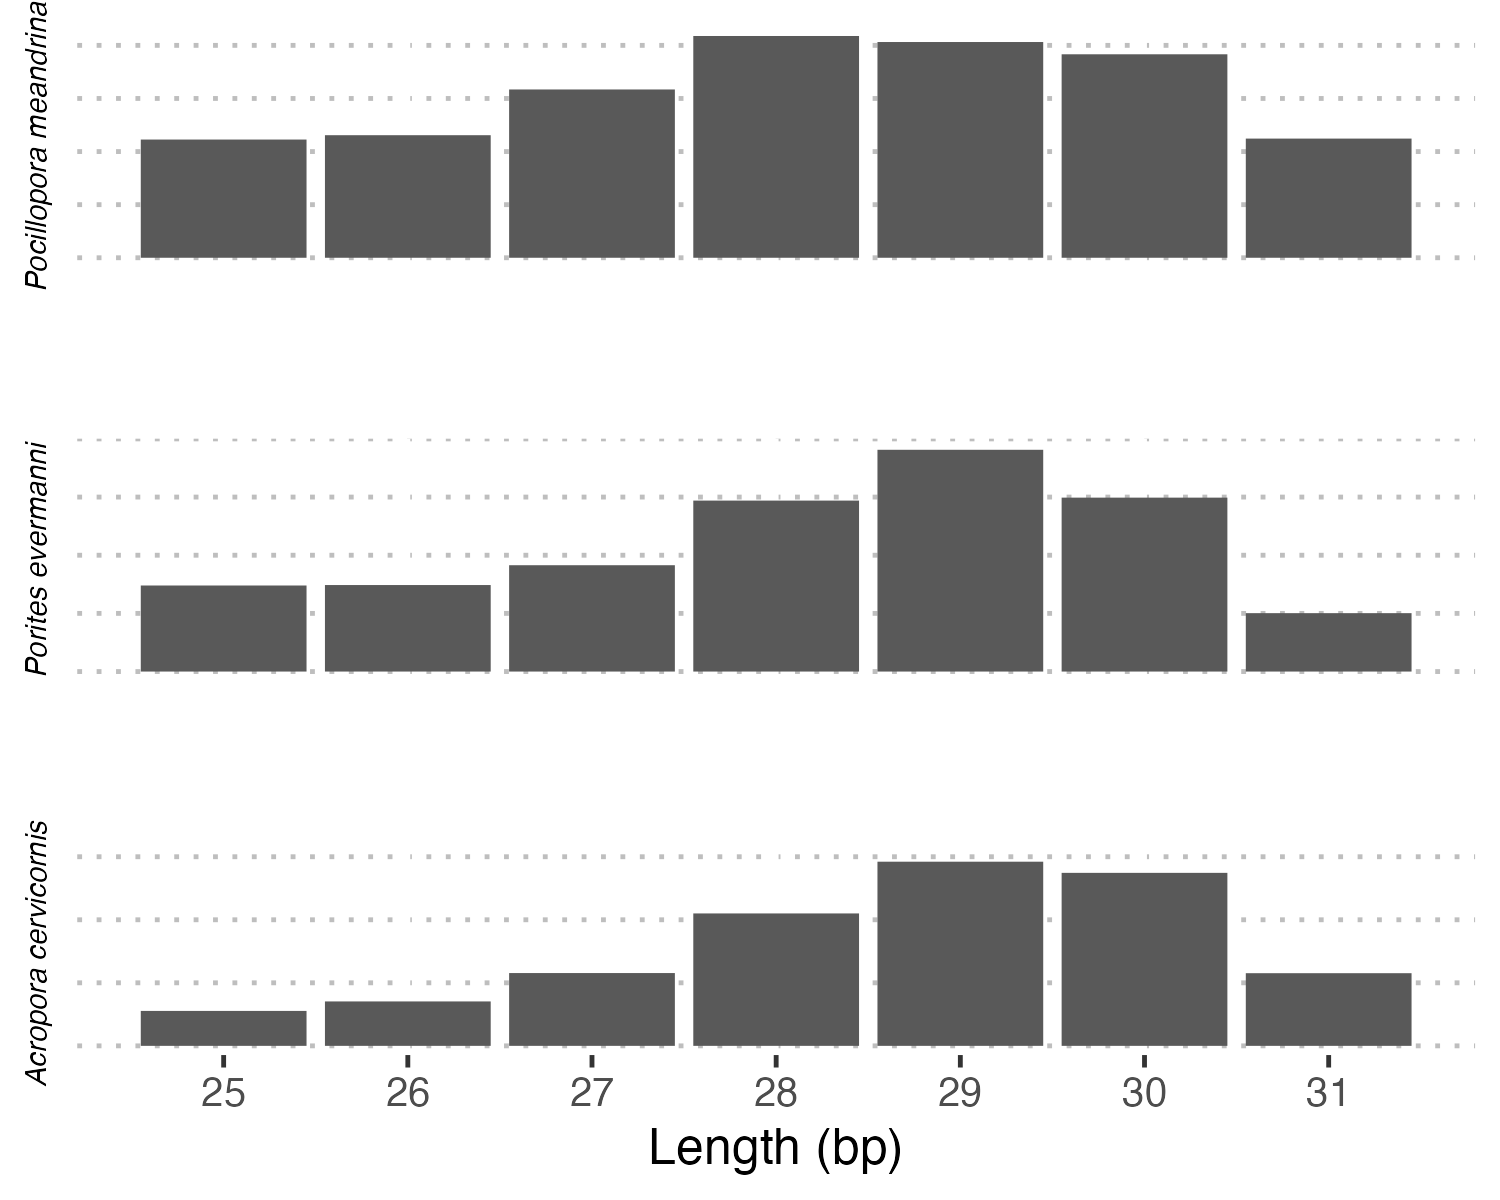 Pocillopora meandrina
Porites evermanni
Acropora cervicornis
25 26 27 28 29 30 31
Length (bp)